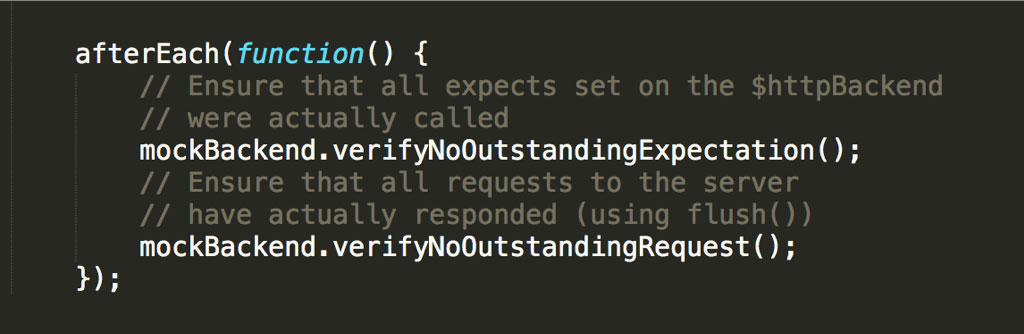 afterEach(function() {
// Ensure that all expects set on the $httpBackend
// were actually called
mockBackend.verifyNoOutstandingExpectation();
// Ensure that all requests to the server
// have actually responded (using flush())
mockBackend.verifyNoOutstandingRequest();
});